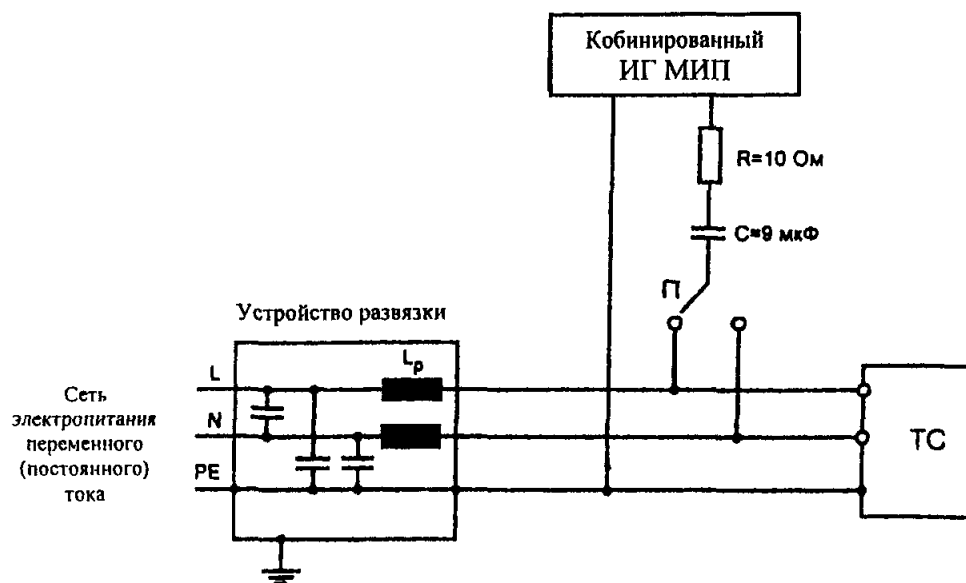 Кобинированный
ИГ МИП
R=10 Ом
C=9 мкФ
П
Устройство развязки
L
Lр
Сеть
электропитания
переменного
(постоянного)
тока
N
PE
ТС